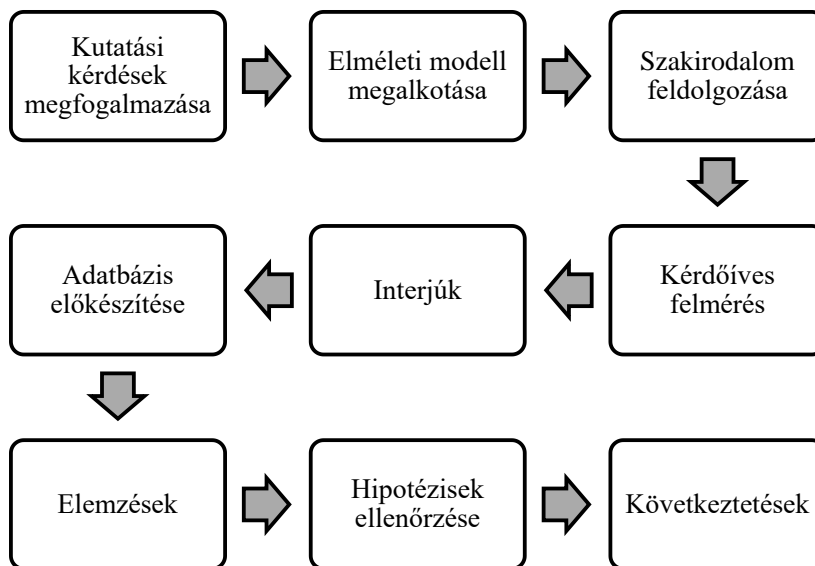 Kutatási
kérdések
megfogalmazása
Elméleti modell
megalkotása
Szakirodalom
feldolgozása
Kérdőíves
felmérés
Interjúk
Adatbázis
előkészítése
Elemzések
Hipotézisek
ellenőrzése
Következtetések